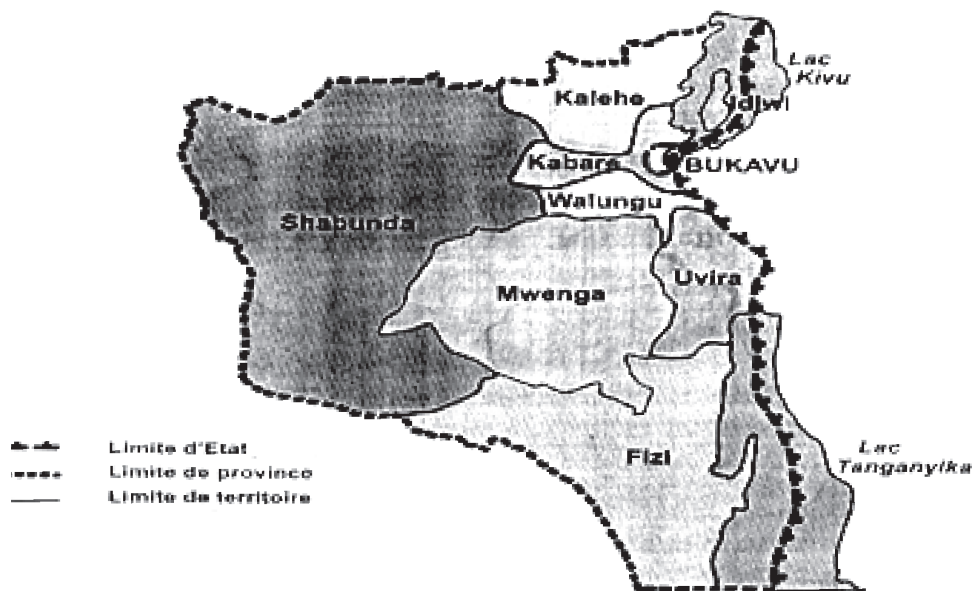 Lac
Kivu
Kalehe
Idjwi
Kabare
BUKAVU
Walungu
Shabunda
Uvira
Mwenga
Limite d'Etat
Limite de province
Limite de territoire
Fizi
Lac
Tanganyika